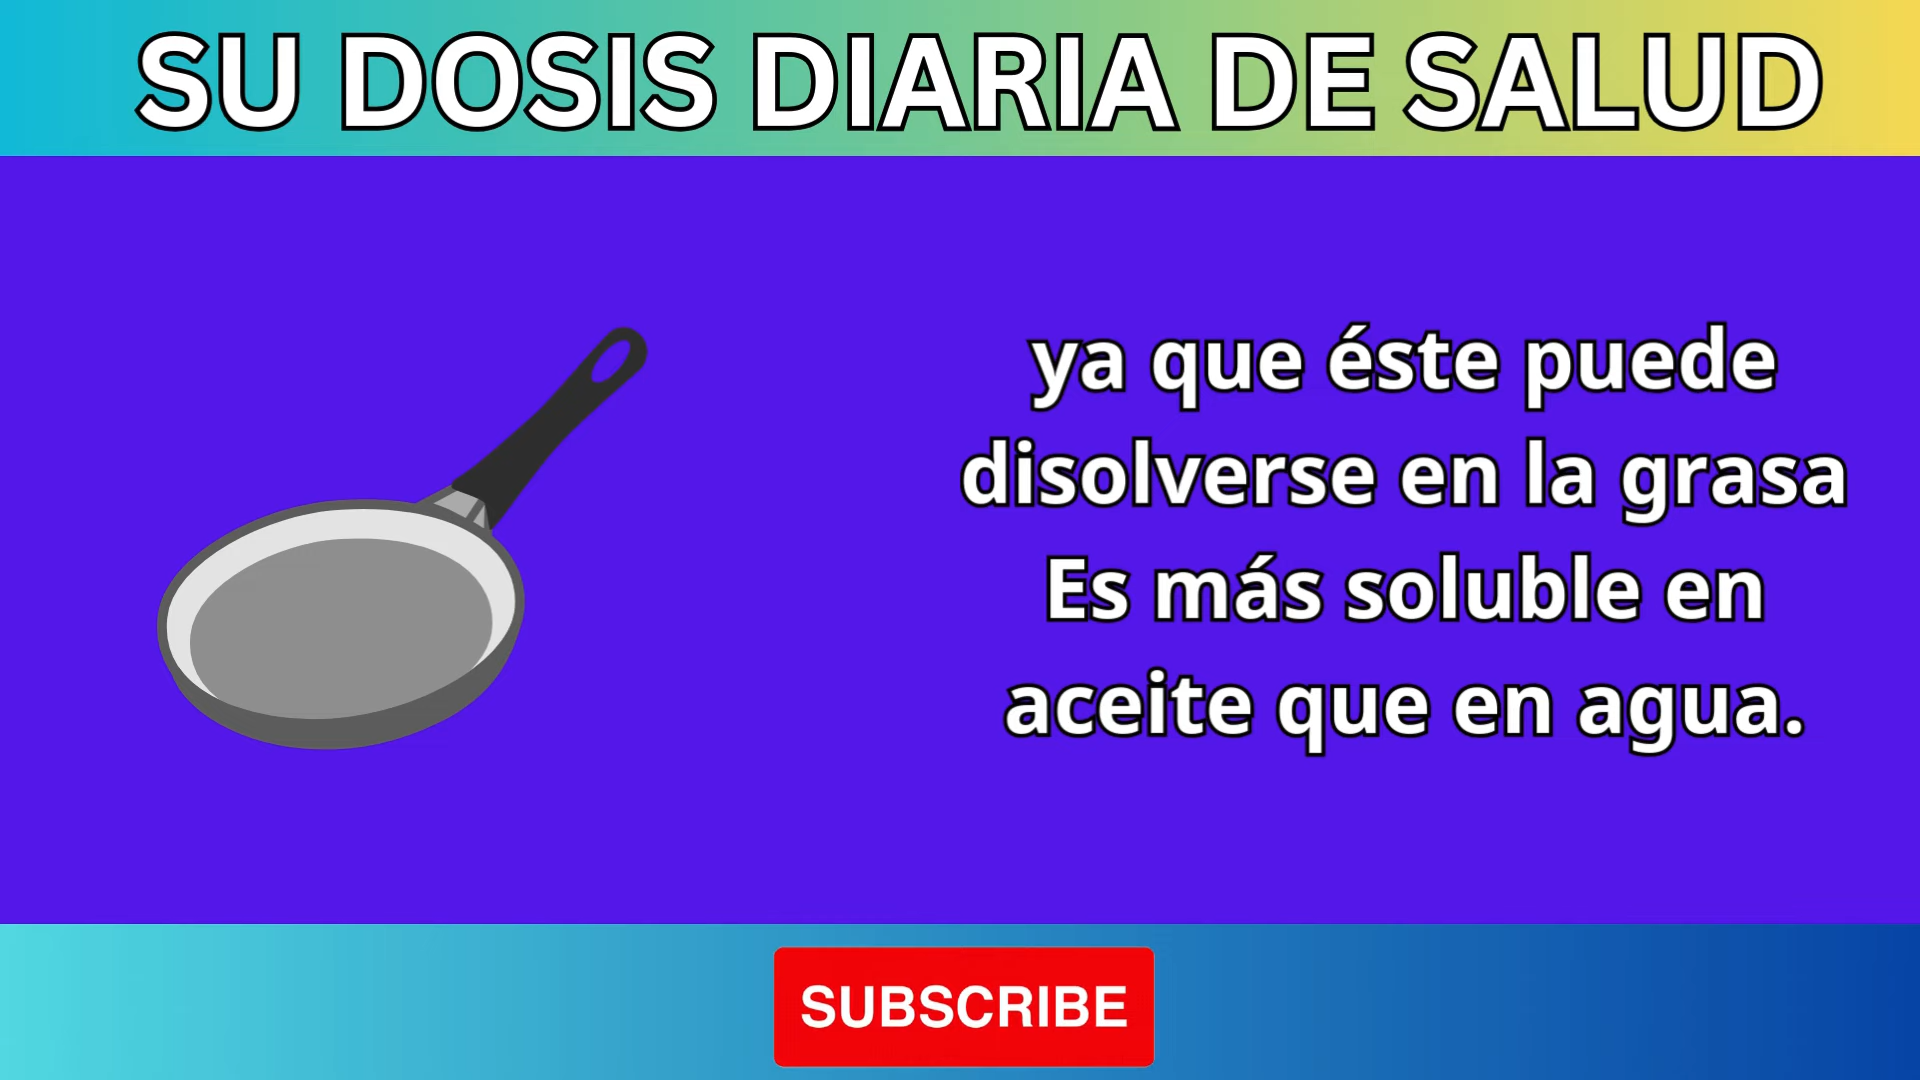 SU DOSIS DIARIA DE SALUD
ya que éste puede
disolverse en la grasa
Es más soluble en
aceite que en agua.
SUBSCRIBE